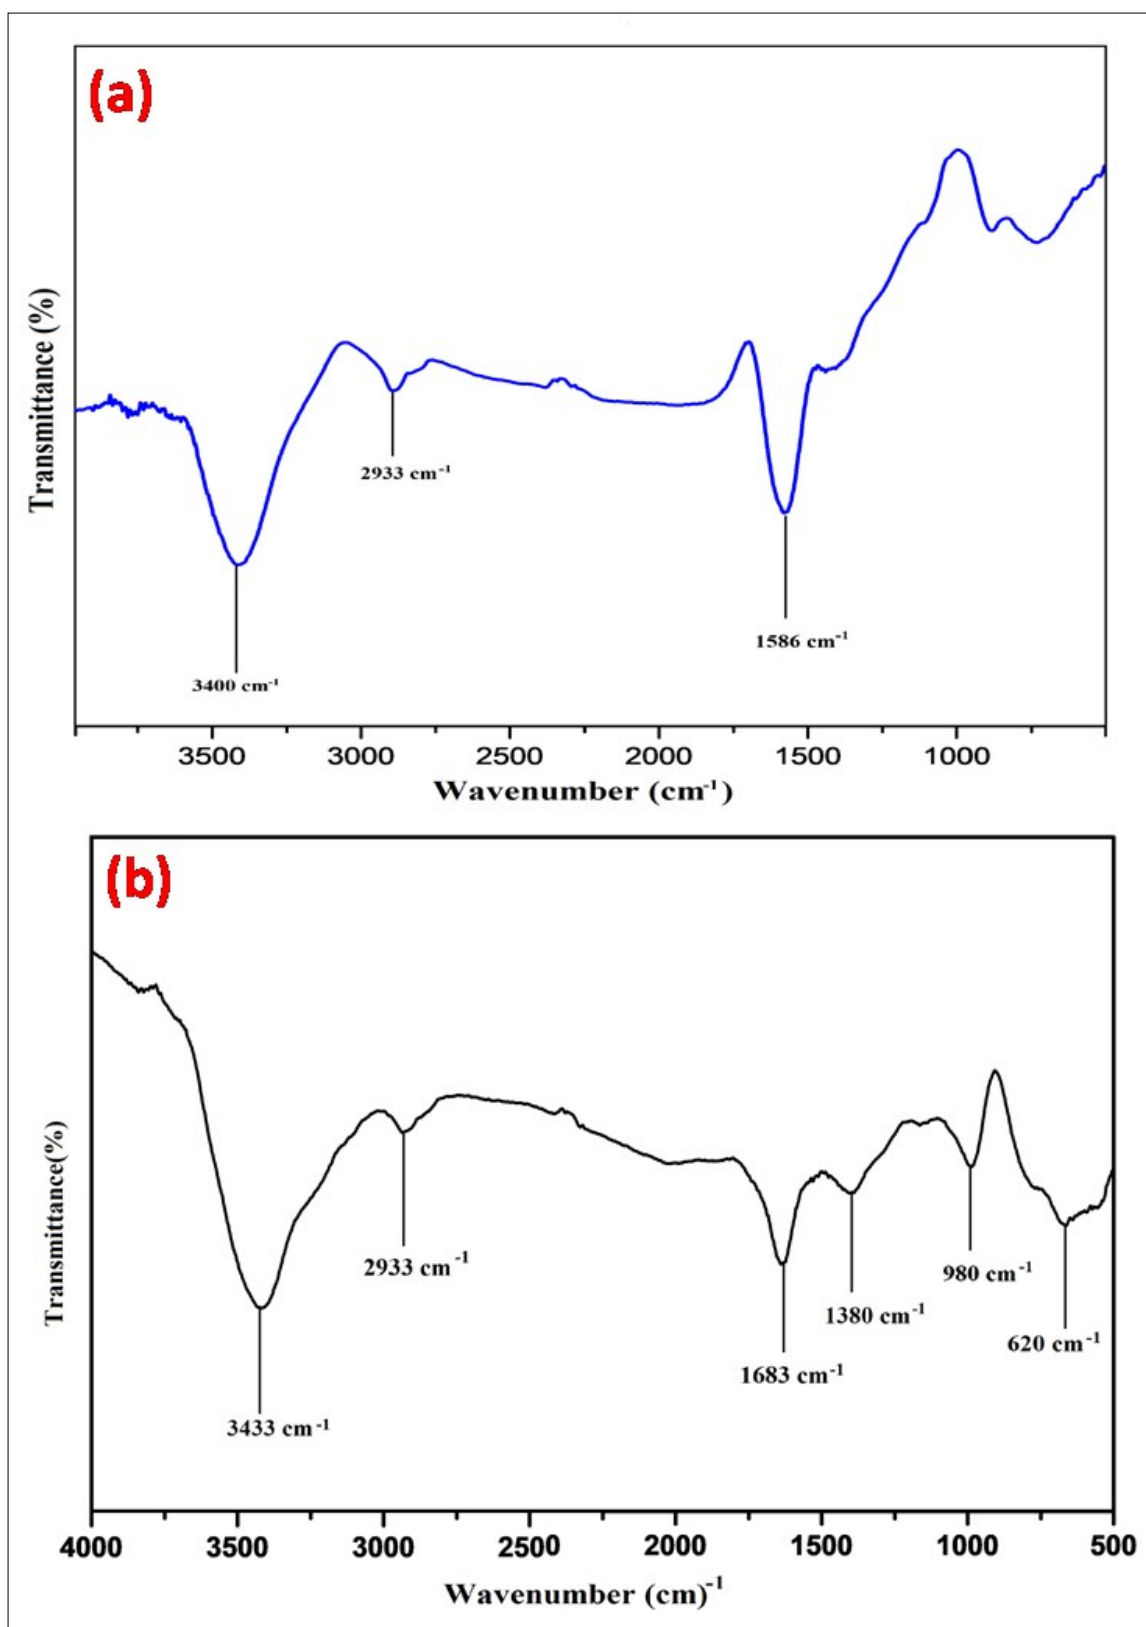 (a)
Transmittance (%)
2933 cm⁻¹
1586 cm⁻¹
3400 cm⁻¹
3500 3000 2500 2000 1500 1000
Wavenumber (cm⁻¹)
(b)
Transmittance(%)
2933 cm⁻¹
980 cm⁻¹
1380 cm⁻¹
620 cm⁻¹
1683 cm⁻¹
3433 cm⁻¹
4000 3500 3000 2500 2000 1500 1000 500
Wavenumber (cm)⁻¹